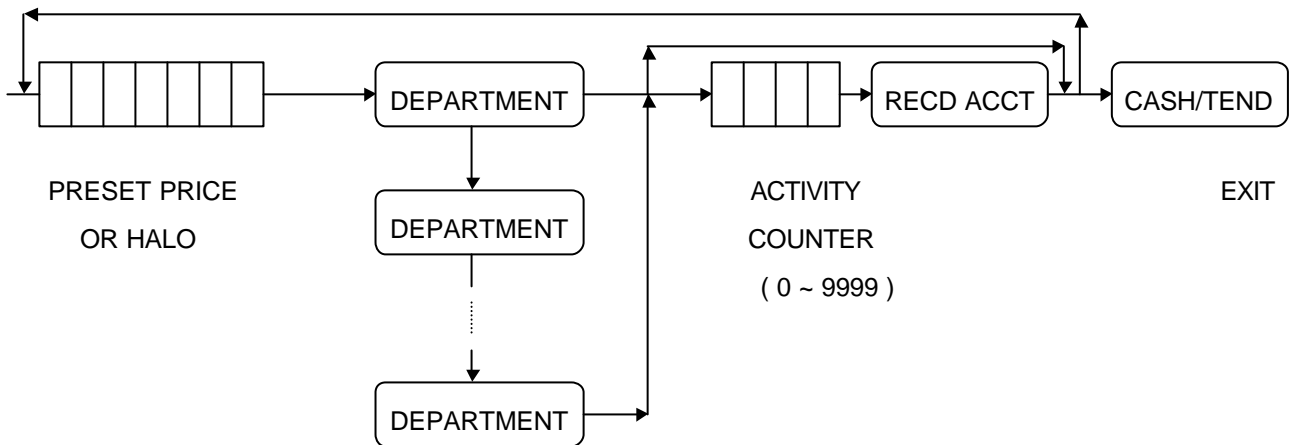 DEPARTMENT
RECD ACCT
CASH/TEND
PRESET PRICE
OR HALO
DEPARTMENT
ACTIVITY
COUNTER
( 0 ~ 9999 )
EXIT
DEPARTMENT